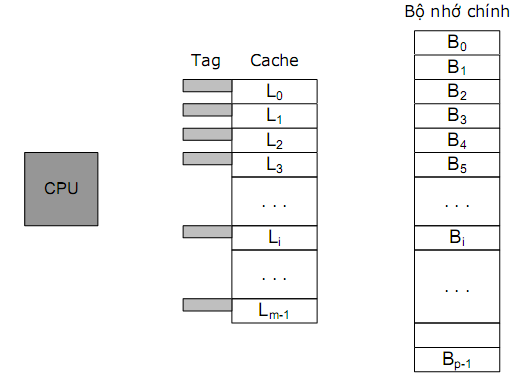 Bộ nhớ chính
Tag Cache
CPU
L0
L1
L2
L3
. . .
Li
. . .
Lm-1
B0
B1
B2
B3
B4
B5
. . .
Bi
. . .
Bp-1